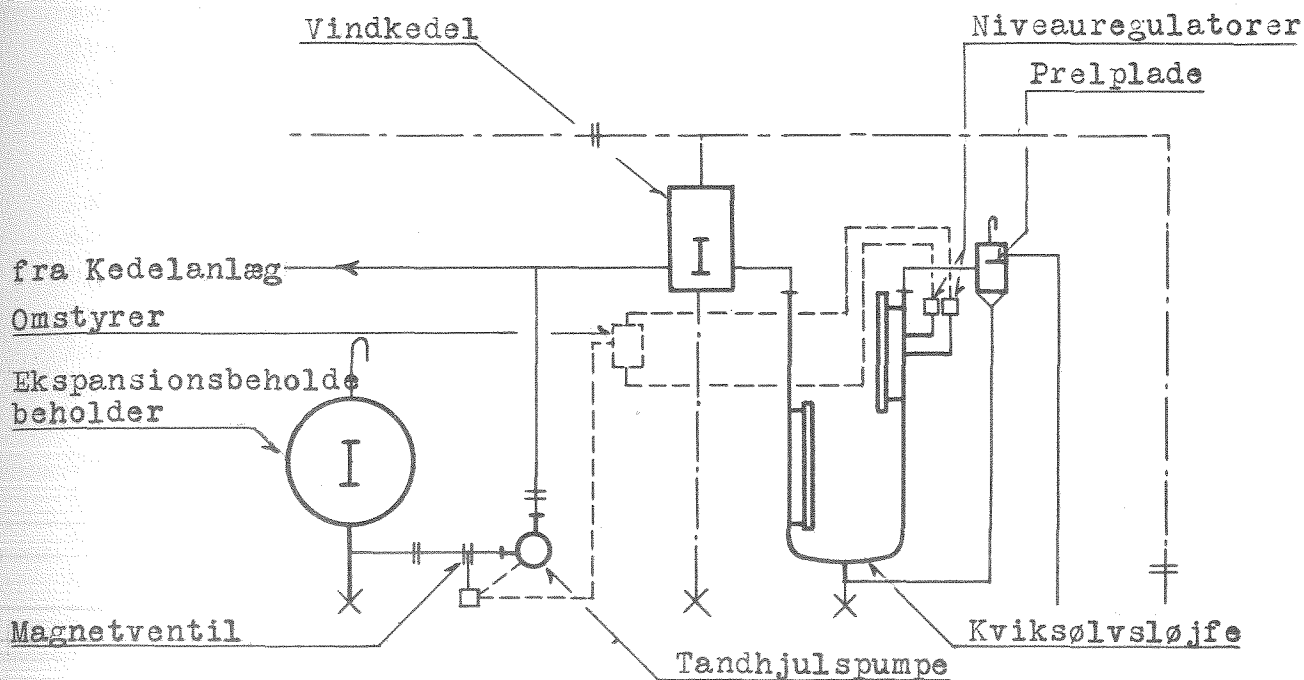 Vindkedel
Niveauregulatorer
Prelplade
fra Kedelanlæg
Omstyrer
Ekspansionsbeholde
beholder
Magnetventil
Tandhjulspumpe
Kviksølvsløjfe